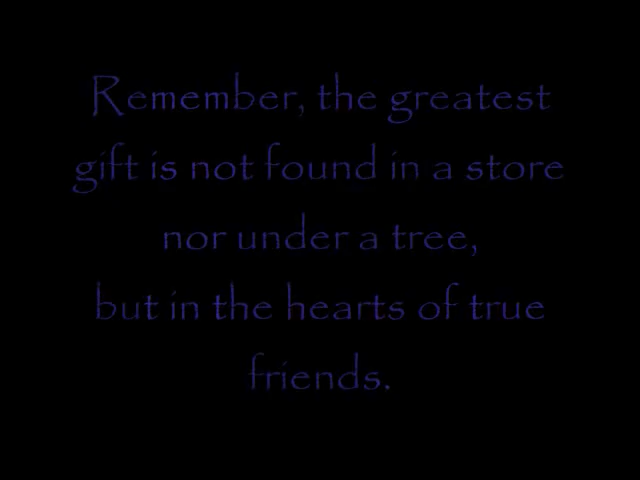 Remember, the greatest
gift is not found in a store
nor under a tree,
but in the hearts of true
friends.